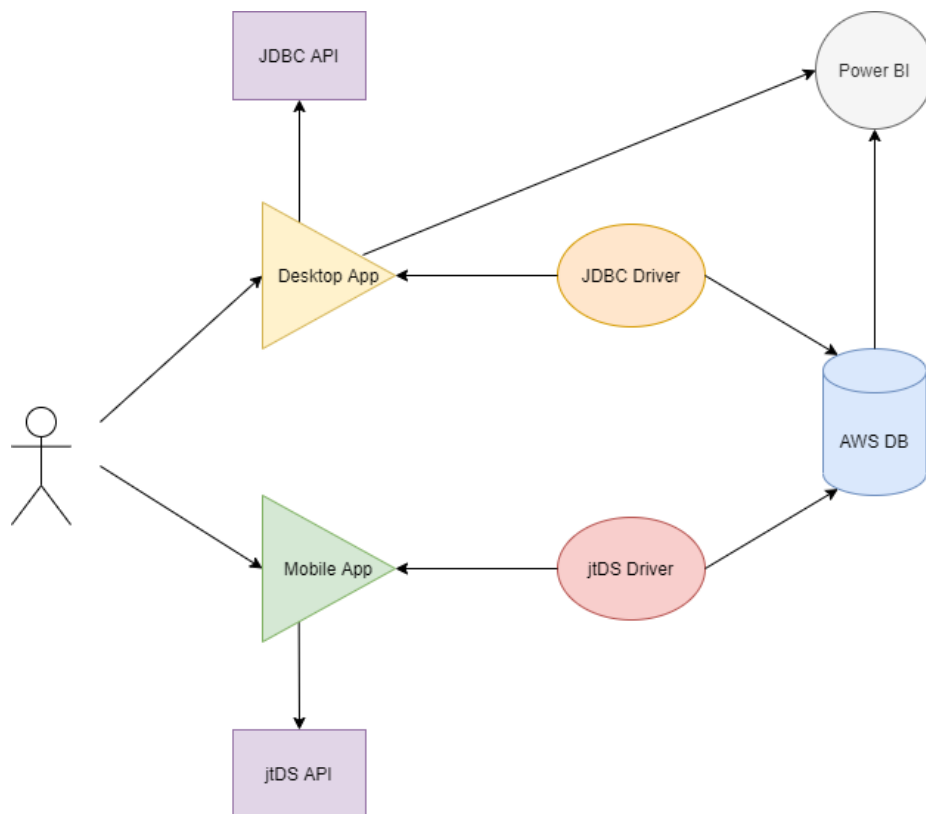 JDBC API
Power BI
Desktop App
JDBC Driver
AWS DB
Mobile App
jtDS Driver
jtDS API